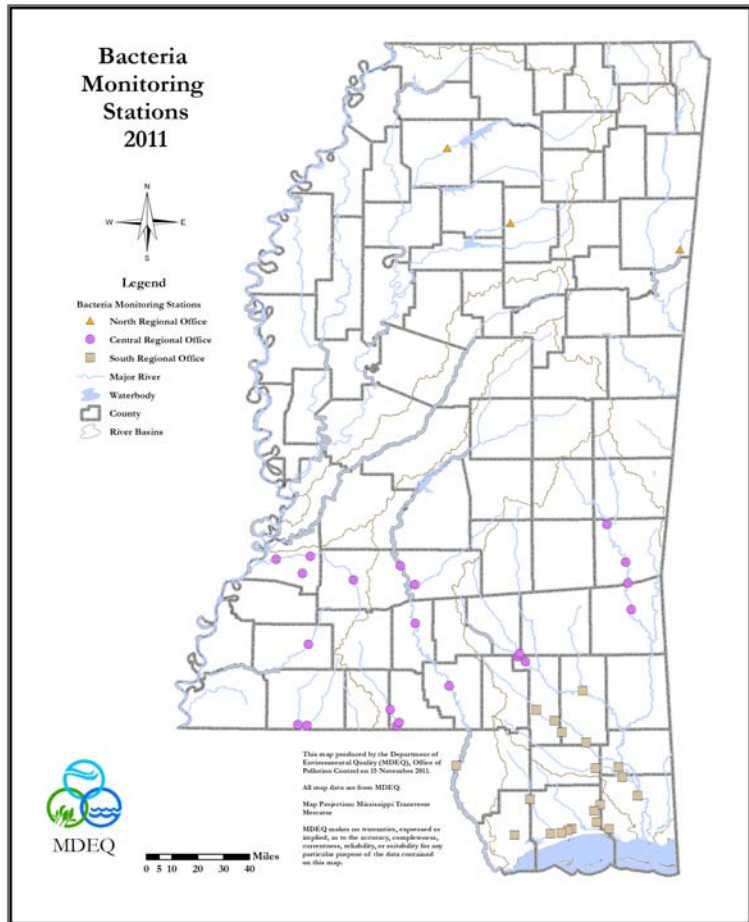 Bacteria
Monitoring
Stations
2011
N
W
E
S
Legend
Bacteria Monitoring Stations
North Regional Office
Central Regional Office
South Regional Office
Major River
Waterbody
County
River Basins
This map produced by the Department of
Environmental Quality (MDEQ), Office of
Pollution Control on 15 November 2011.
All map data are from MDEQ.
Map Projection: Mississippi Transverse
Mercator
MDEQ makes no warranties, expressed or
implied, as to the accuracy, completeness,
currentness, reliability, or suitability for any
particular purpose of the data contained
on this map.
MDEQ
Miles
0 5 10 20 30 40